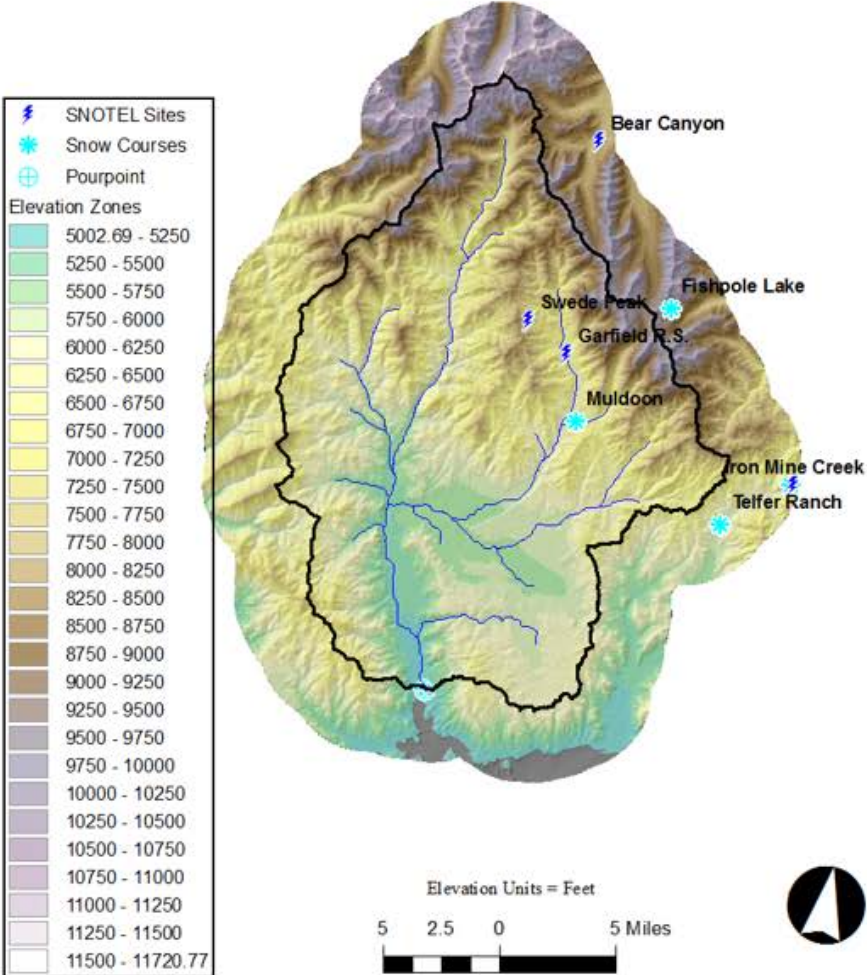 SNOTEL Sites
Snow Courses
Pourpoint
Elevation Zones
5002.69 - 5250
5250 - 5500
5500 - 5750
5750 - 6000
6000 - 6250
6250 - 6500
6500 - 6750
6750 - 7000
7000 - 7250
7250 - 7500
7500 - 7750
7750 - 8000
8000 - 8250
8250 - 8500
8500 - 8750
8750 - 9000
9000 - 9250
9250 - 9500
9500 - 9750
9750 - 10000
10000 - 10250
10250 - 10500
10500 - 10750
10750 - 11000
11000 - 11250
11250 - 11500
11500 - 11720.77
Bear Canyon
Fishpole Lake
Swede Peak
Garfield R.S.
Muldoon
Iron Mine Creek
Telfer Ranch
Elevation Units = Feet
5 2.5 0 5 Miles